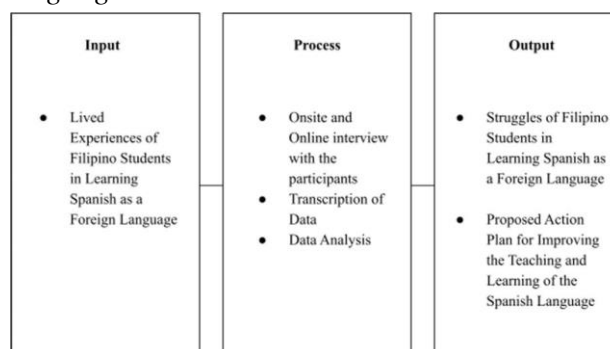 Input
● Lived
Experiences of
Filipino Students
in Learning
Spanish as a
Foreign Language
Process
● Onsite and
Online interview
with the
participants
● Transcription of
Data
● Data Analysis
Output
● Struggles of Filipino
Students in
Learning Spanish as
a Foreign Language
● Proposed Action
Plan for Improving
the Teaching and
Learning of the
Spanish Language